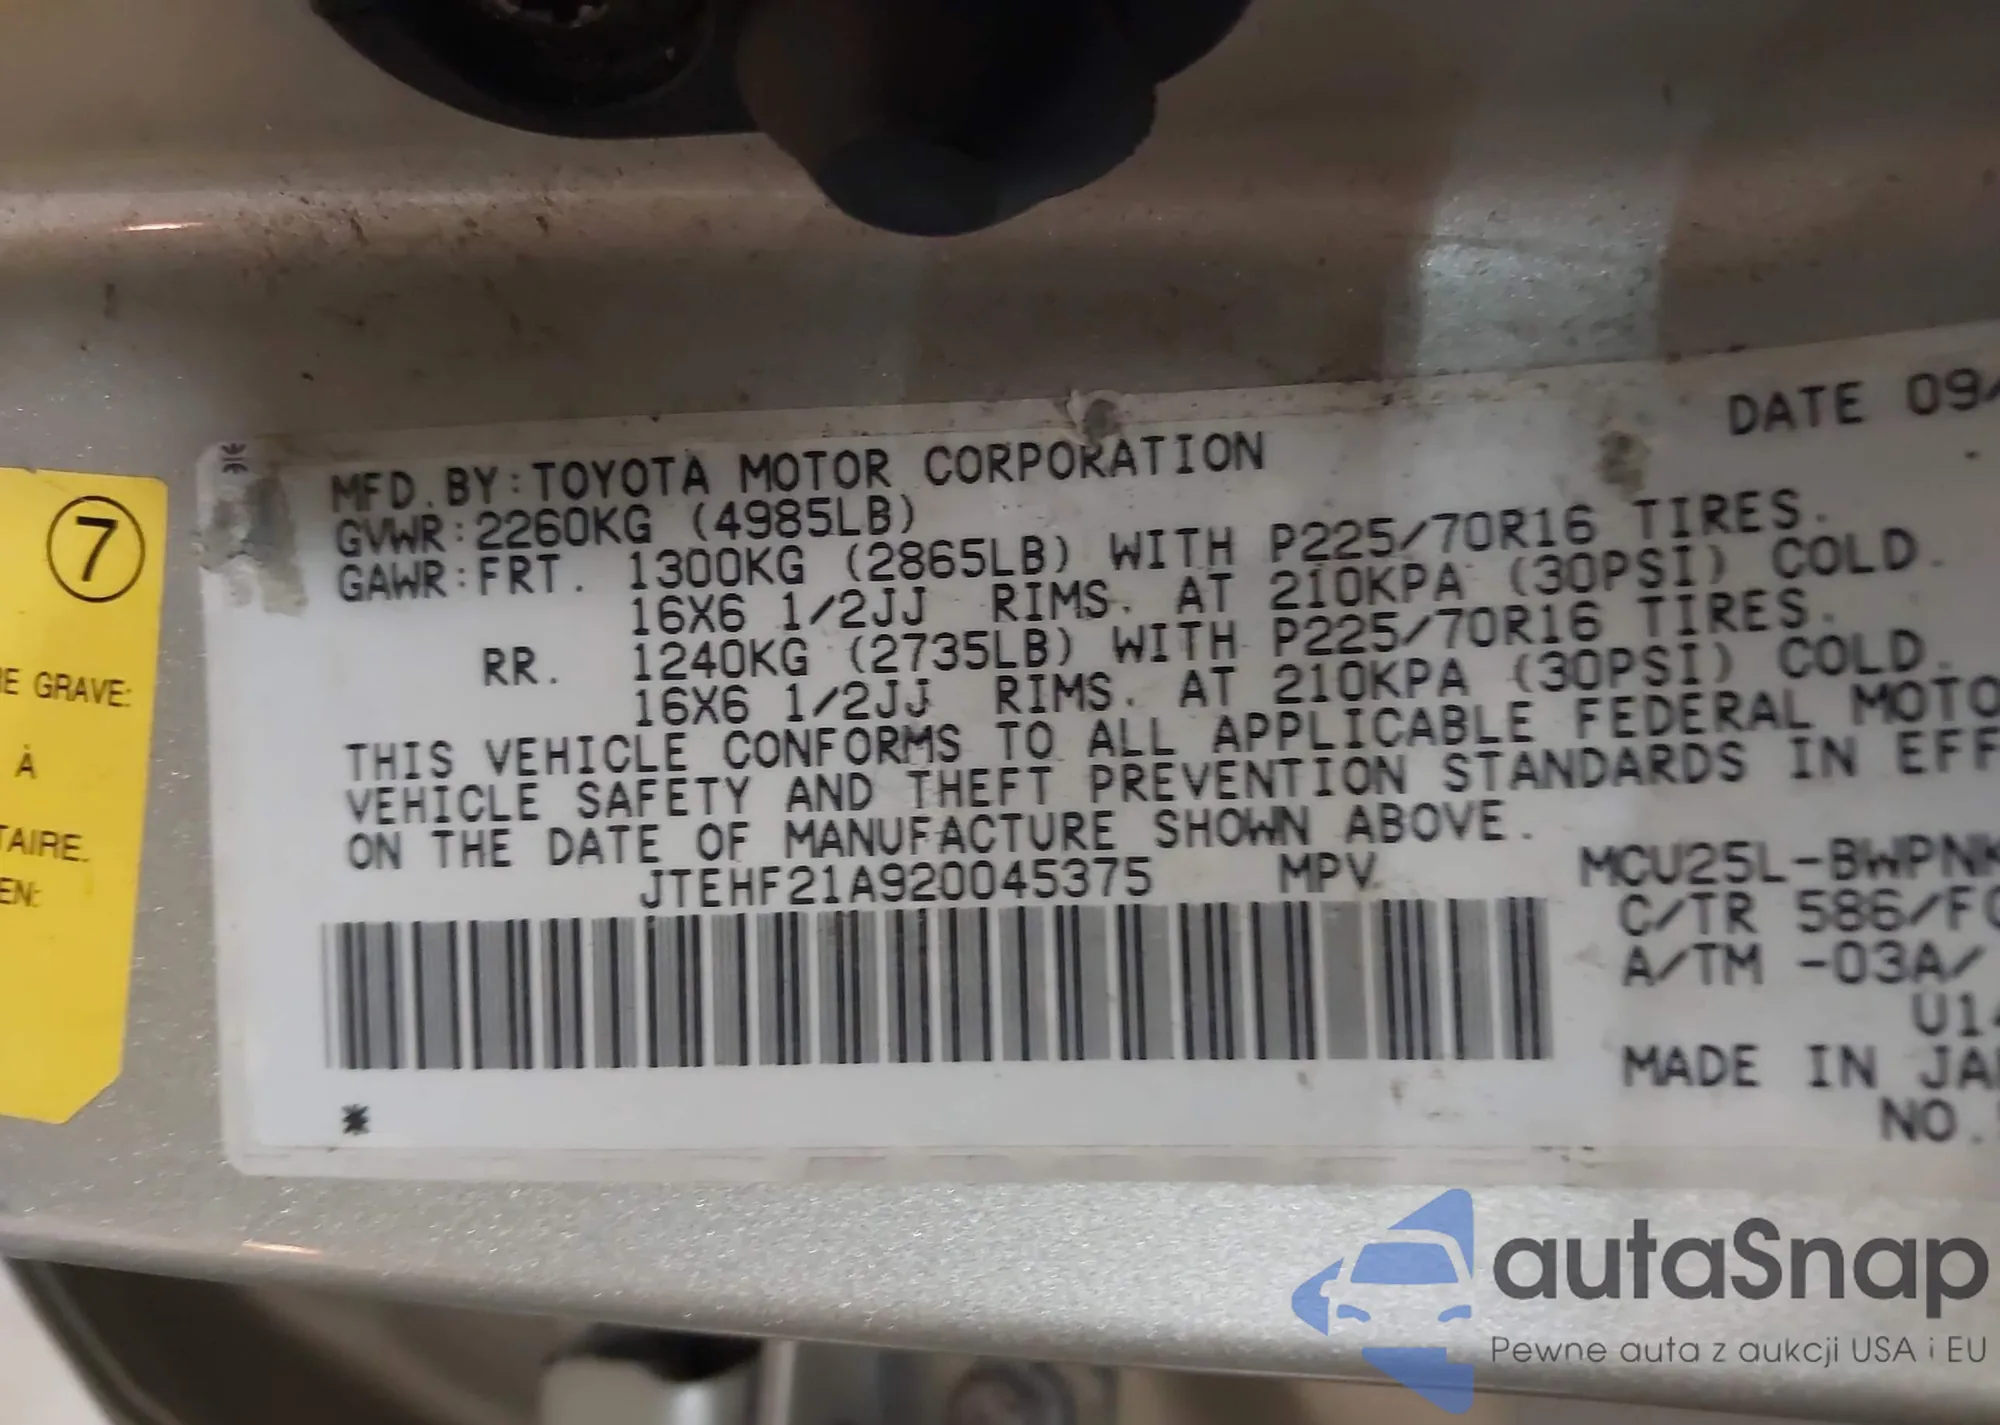 7
E GRAVE:
À
TAIRE.
EN:
DATE 09/
MFD. BY: TOYOTA MOTOR CORPORATION
GVWR: 2260KG (4985LB)
GAWR: FRT. 1300KG (2865LB) WITH P225/70R16 TIRES.
16X6 1/2JJ RIMS. AT 210KPA (30PSI) COLD.
RR. 1240KG (2735LB) WITH P225/70R16 TIRES.
16X6 1/2JJ RIMS. AT 210KPA (30PSI) COLD.
THIS VEHICLE CONFORMS TO ALL APPLICABLE FEDERAL MOTO
VEHICLE SAFETY AND THEFT PREVENTION STANDARDS IN EFF
ON THE DATE OF MANUFACTURE SHOWN ABOVE.
JTEHF21A920045375 MPV
MCU25L-BWPNK
C/TR 586/F
A/TM -03A/
U14
MADE IN JA
NO.
*
autaSnap
Pewne auta z aukcji USA i EU